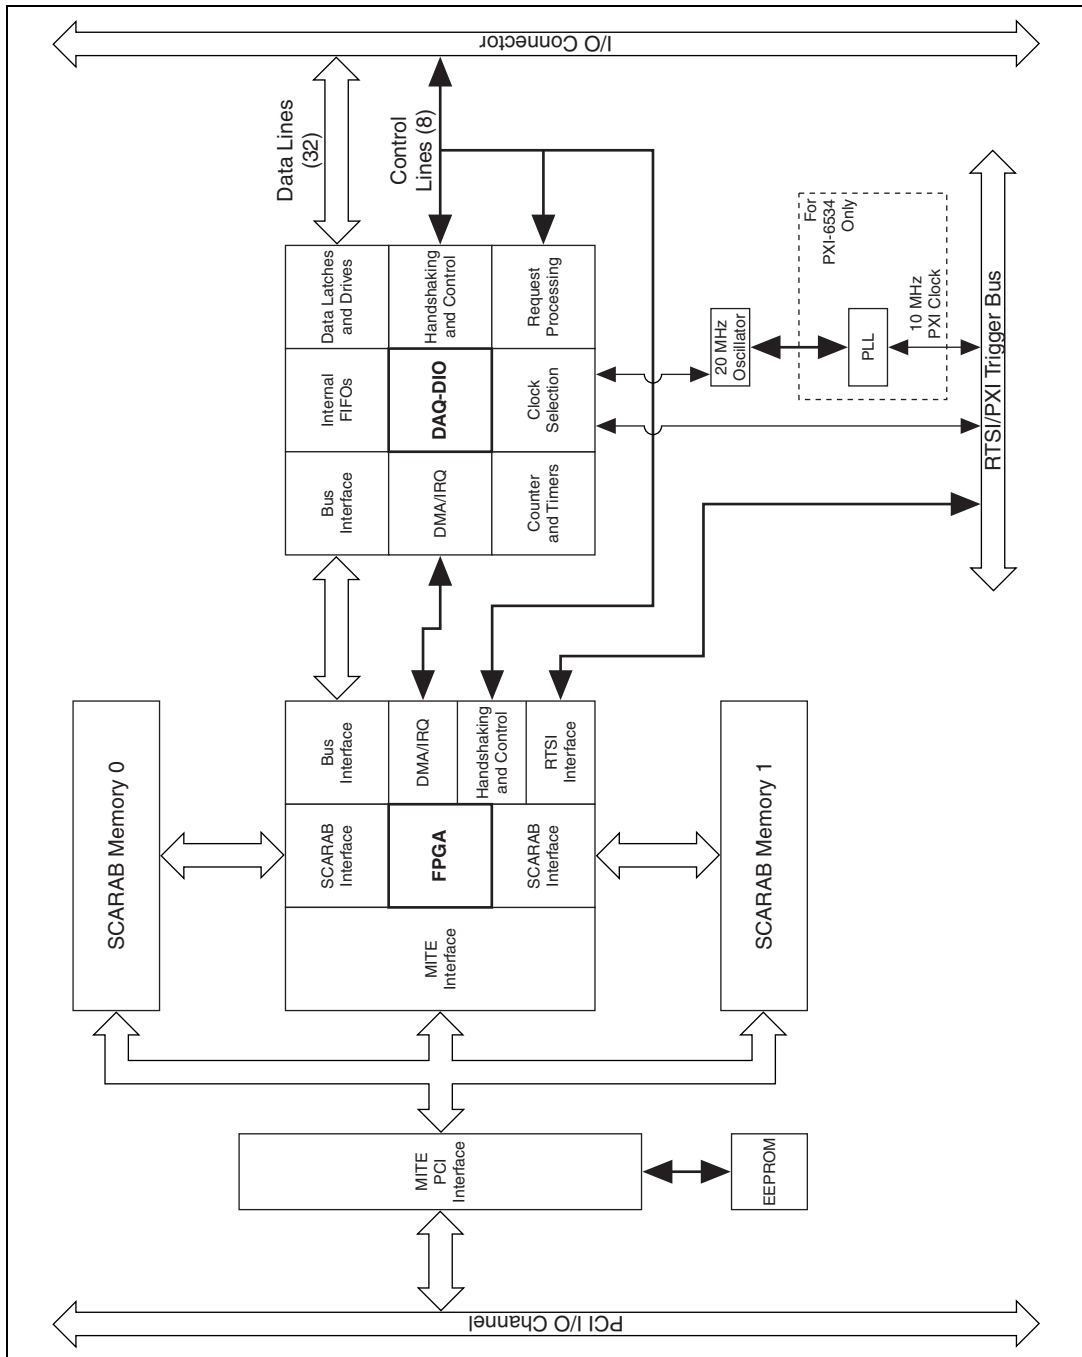 PCI I/O Channel
MITE
PCI
Interface
EEPROM
SCARAB Memory 0
MITE
Interface
SCARAB
Interface
FPGA
SCARAB
Interface
Bus
Interface
DMA/IRQ
Handshaking
and Control
RTSI
Interface
SCARAB Memory 1
Bus
Interface
DMA/IRQ
Counter
and Timers
Internal
FIFOs
DAQ-DIO
Clock
Selection
Data Latches
and Drives
Handshaking
and Control
Request
Processing
Data Lines
(32)
Control
Lines (8)
I/O Connector
20 MHz
Oscillator
For
PXI-6534
Only
PLL
10 MHz
PXI Clock
RTSI/PXI Trigger Bus